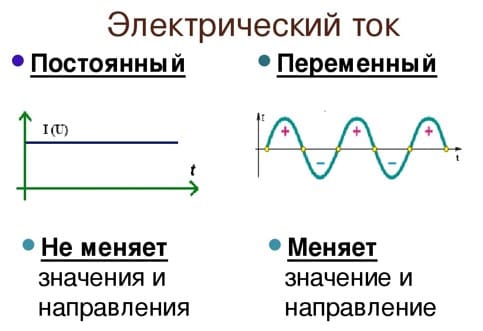 Электрический ток
Постоянный
Переменный
I (U)
t
I
+ + +
- -
t
Не меняет
значения и
направления
Меняет
значение и
направление